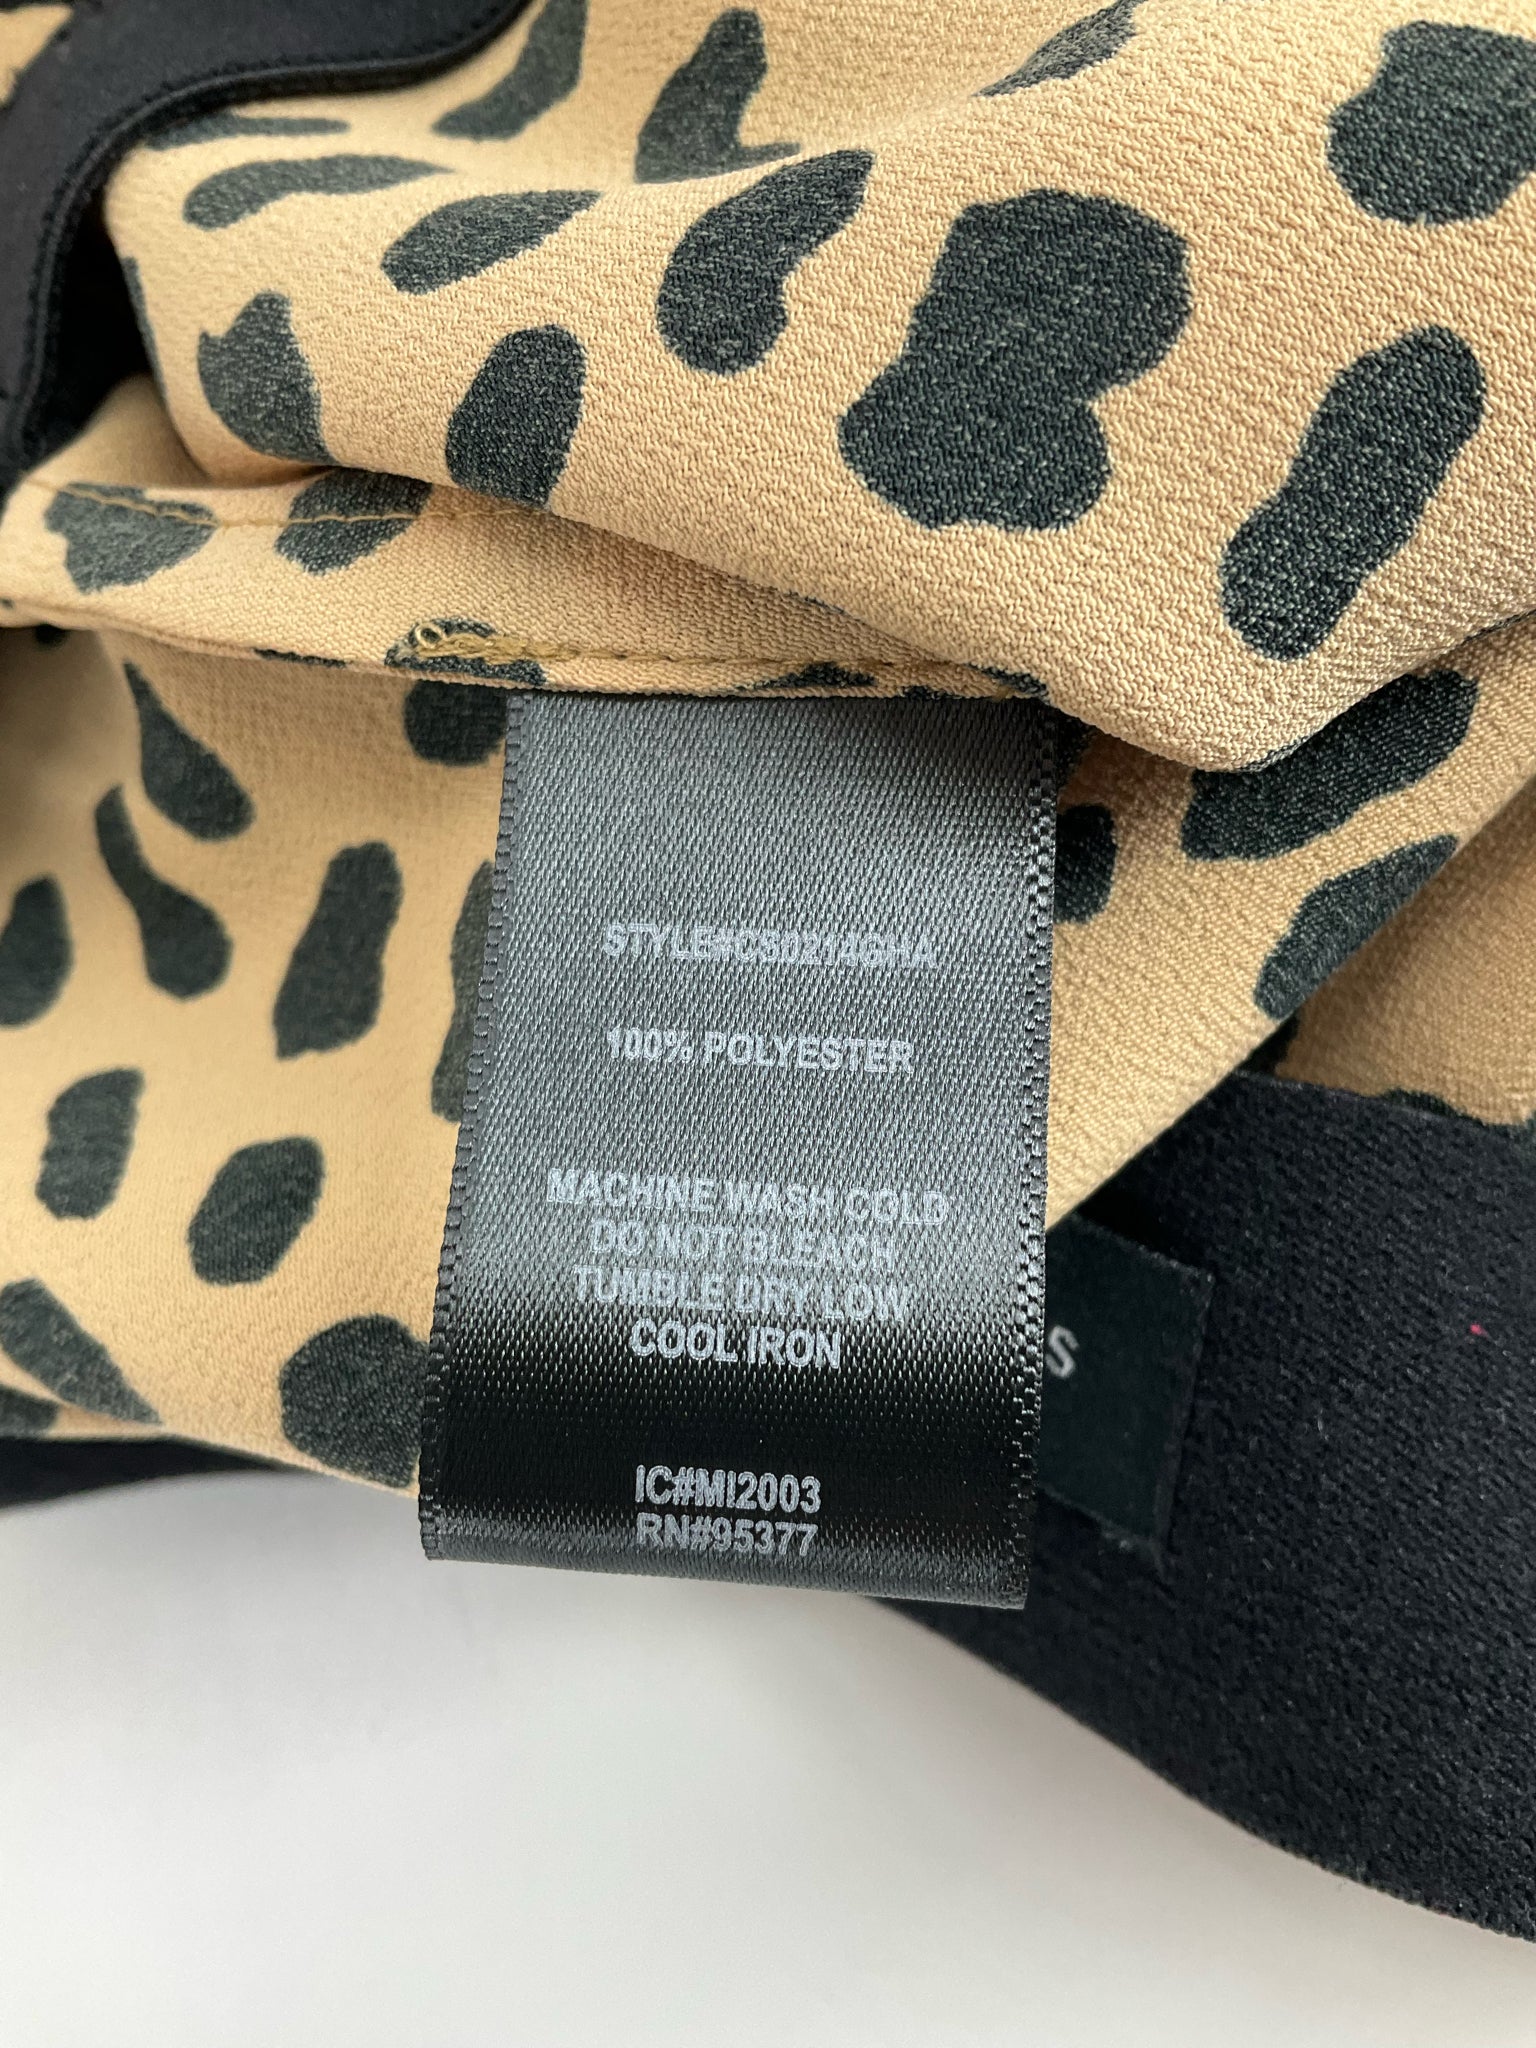 STYLE#CS0214GHA
100% POLYESTER
MACHINE WASH COLD
DO NOT BLEACH
TUMBLE DRY LOW
COOL IRON
S
IC#MI2003
RN#95377